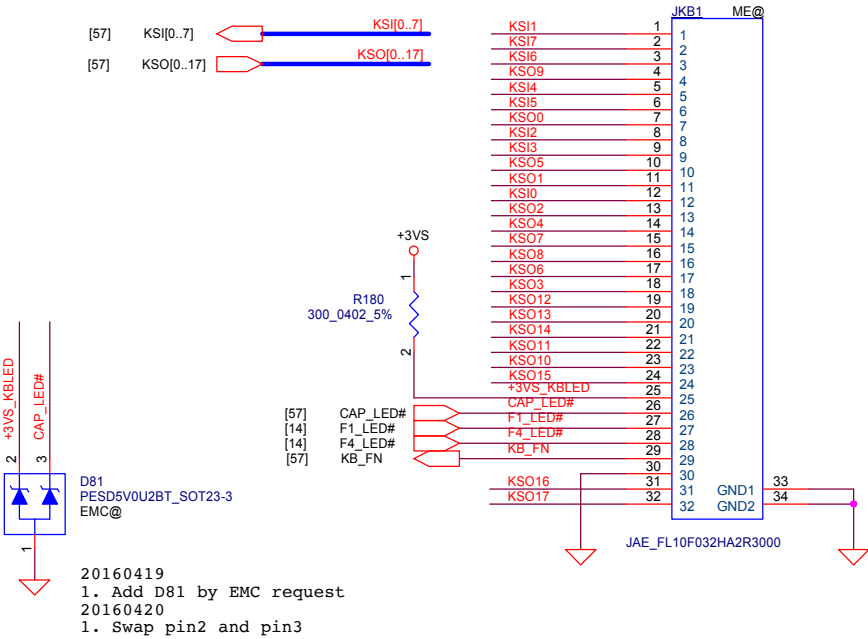 JKB1 ME@
[57] KSI[0..7] KSI[0..7]
[57] KSO[0..17] KSO[0..17]
KSI1 1 1
KSI7 2 2
KSI6 3 3
KSO9 4 4
KSI4 5 5
KSI5 6 6
KSO0 7 7
KSI2 8 8
KSI3 9 9
KSO5 10 10
KSO1 11 11
KSI0 12 12
KSO2 13 13
KSO4 14 14
KSO7 15 15
KSO8 16 16
KSO6 17 17
KSO3 18 18
KSO12 19 19
KSO13 20 20
KSO14 21 21
KSO11 22 22
KSO10 23 23
KSO15 24 24
+3VS_KBLED 25 25
CAP_LED# 26 26
F1_LED# 27 27
F4_LED# 28 28
KB_FN 29 29
30 30
KSO16 31 31 GND1 33
KSO17 32 32 GND2 34
JAE_FL10F032HA2R3000
+3VS
1
R180
300_0402_5%
2
[57] CAP_LED#
[14] F1_LED#
[14] F4_LED#
[57] KB_FN
+3VS_KBLED
CAP_LED#
2 3
D81
PESD5V0U2BT_SOT23-3
EMC@
1
20160419
1. Add D81 by EMC request
20160420
1. Swap pin2 and pin3